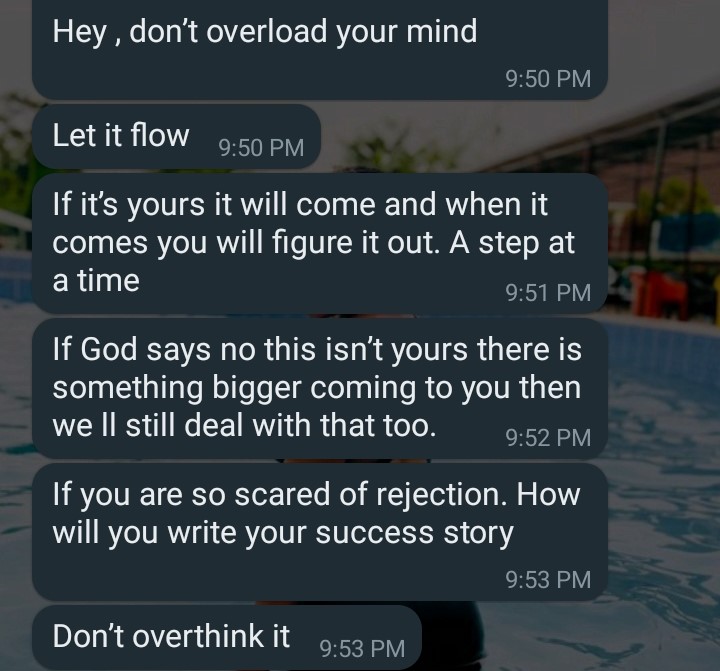 Hey , don’t overload your mind
9:50 PM
Let it flow 9:50 PM
If it’s yours it will come and when it
comes you will figure it out. A step at
a time 9:51 PM
If God says no this isn’t yours there is
something bigger coming to you then
we ll still deal with that too. 9:52 PM
If you are so scared of rejection. How
will you write your success story
9:53 PM
Don’t overthink it 9:53 PM